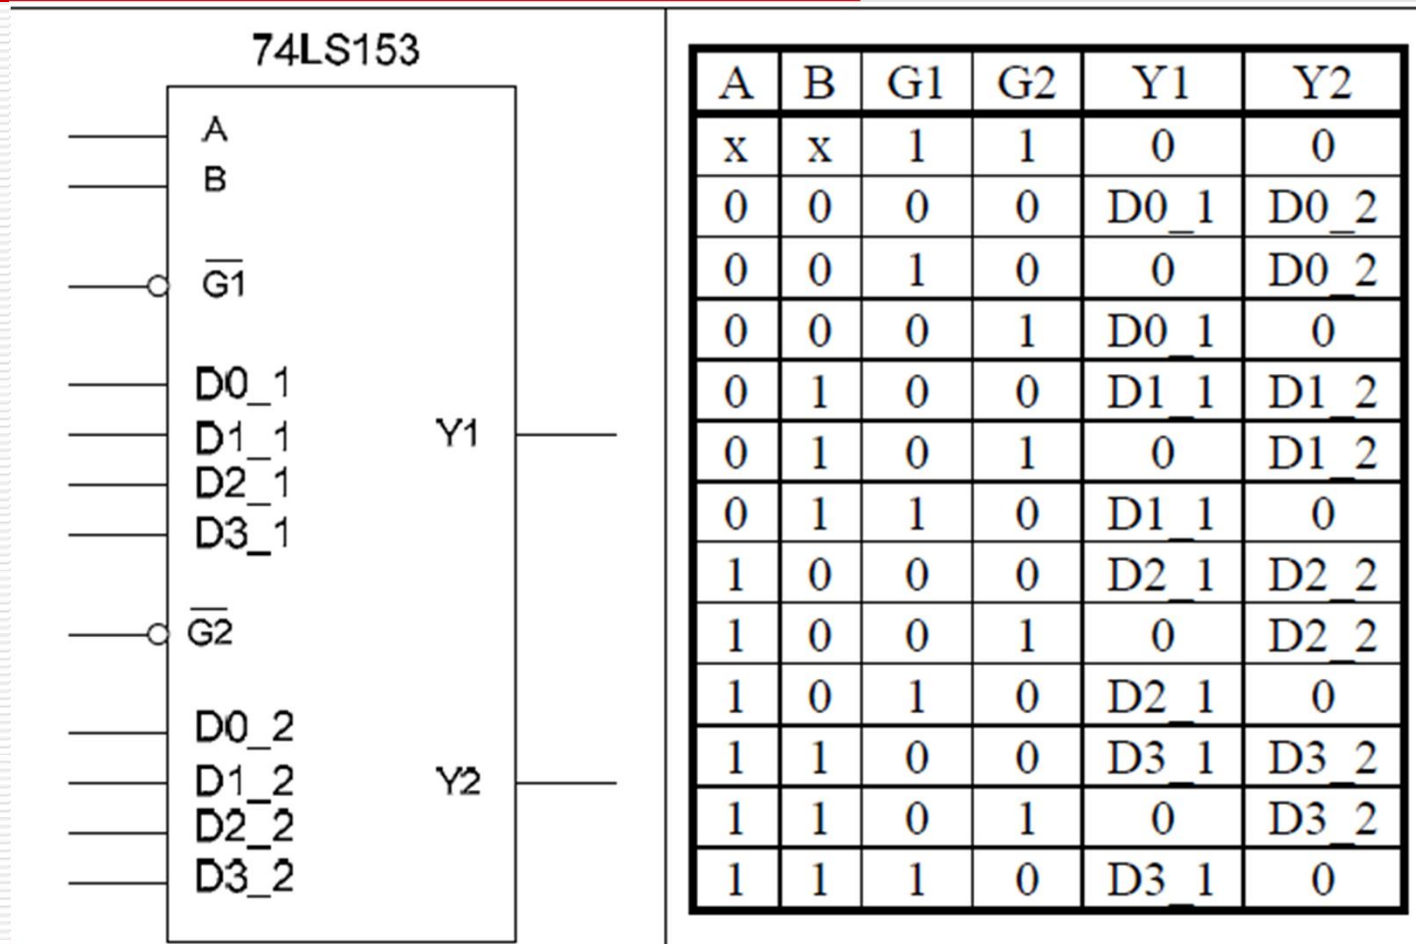 74LS153
A
B
G1
D0_1
D1_1
D2_1
D3_1
G2
D0_2
D1_2
D2_2
D3_2
Y1
Y2
A B G1 G2 Y1 Y2
x x 1 1 0 0
0 0 0 0 D0_1 D0_2
0 0 1 0 0 D0_2
0 0 0 1 D0_1 0
0 1 0 0 D1_1 D1_2
0 1 0 1 0 D1_2
0 1 1 0 D1_1 0
1 0 0 0 D2_1 D2_2
1 0 0 1 0 D2_2
1 0 1 0 D2_1 0
1 1 0 0 D3_1 D3_2
1 1 0 1 0 D3_2
1 1 1 0 D3_1 0